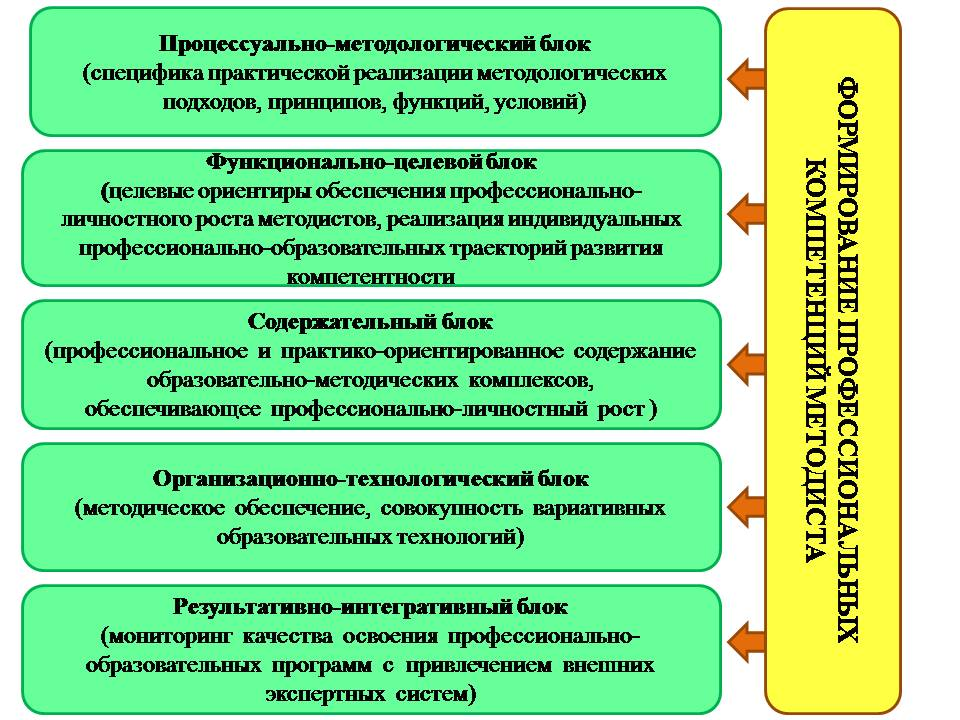 Процессуально-методологический блок
(специфика практической реализации методологических
подходов, принципов, функций, условий)
Функционально-целевой блок
(целевые ориентиры обеспечения профессионально-
личностного роста методистов, реализация индивидуальных
профессионально-образовательных траекторий развития
компетентности
Содержательный блок
(профессиональное и практико-ориентированное содержание
образовательно-методических комплексов,
обеспечивающее профессионально-личностный рост )
Организационно-технологический блок
(методическое обеспечение, совокупность вариативных
образовательных технологий)
Результативно-интегративный блок
(мониторинг качества освоения профессионально-
образовательных программ с привлечением внешних
экспертных систем)
ФОРМИРОВАНИЕ ПРОФЕССИОНАЛЬНЫХ
КОМПЕТЕНЦИЙ МЕТОДИСТА